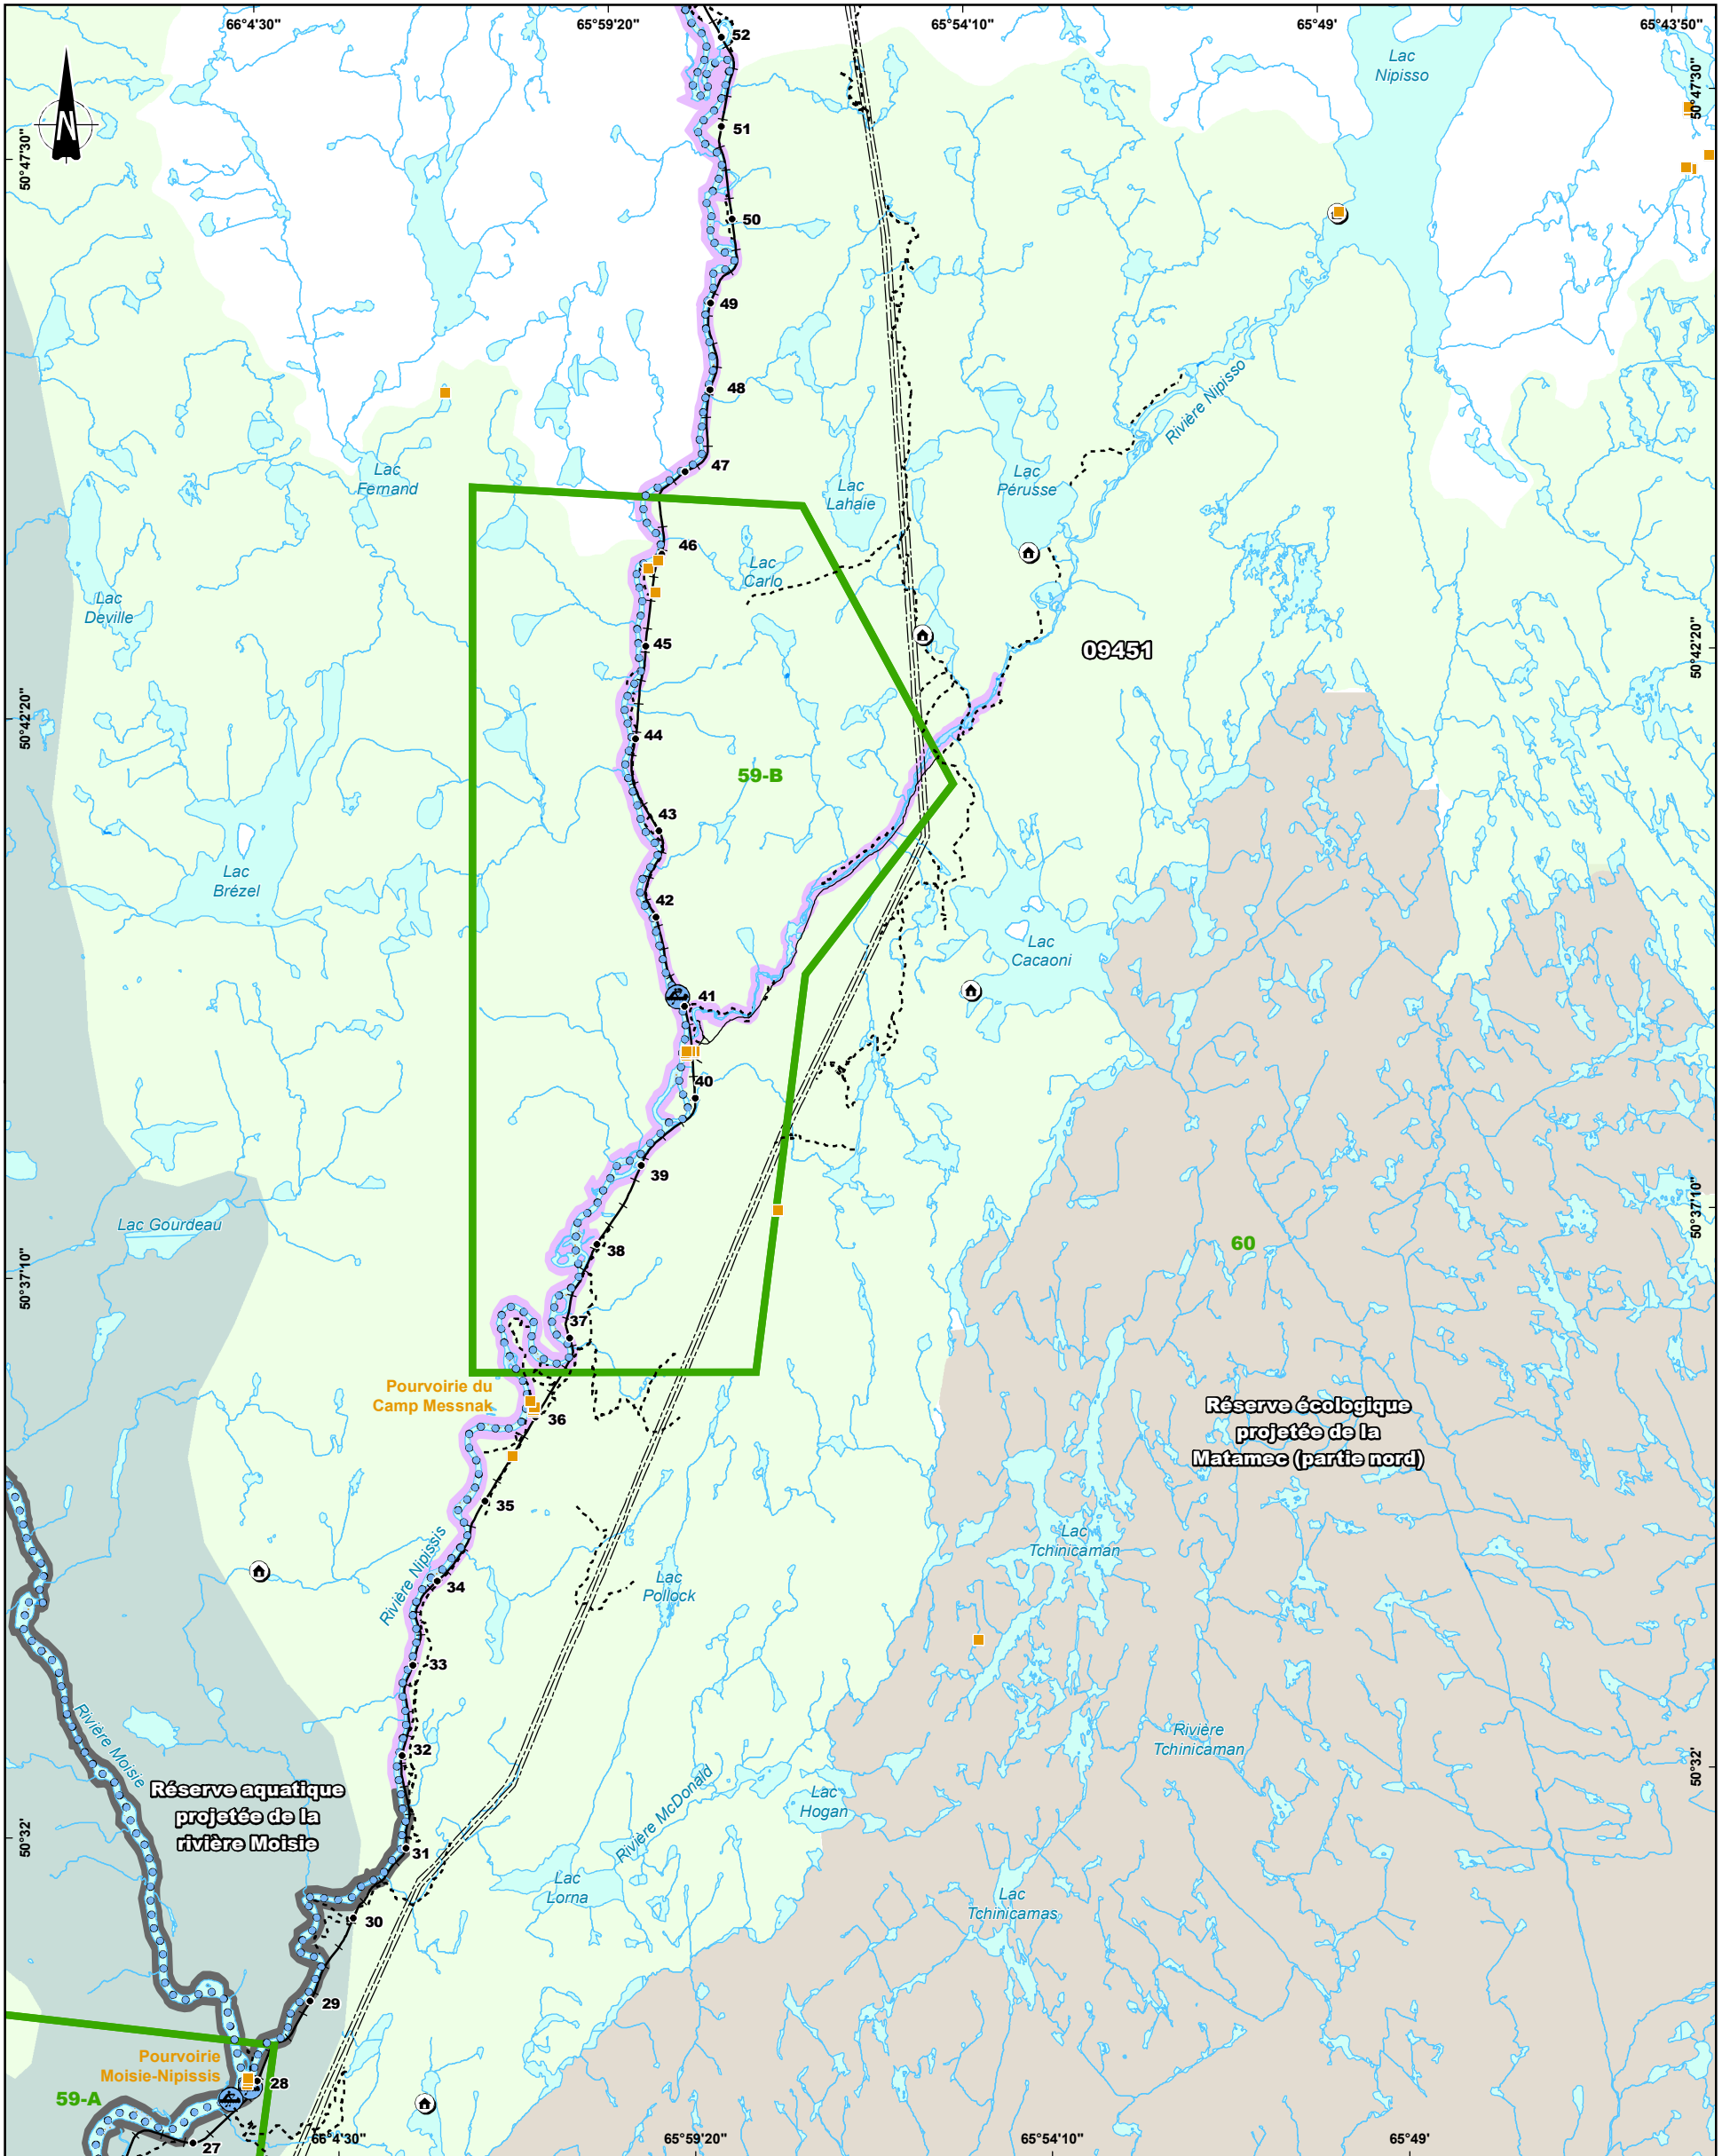 66°4'30"
65°59'20"
65°54'10"
65°49'
65°43'50"
52
Lac
Nipisso
50°47'30"
N
51
50°47'30"
50
49
48
Rivière Nipisso
47
Lac
Fernand
Lac
Lahaie
Lac
Pérusse
46
Lac
Carlo
Lac
Deville
45
09451
50°42'20"
50°42'20"
44
59-B
43
Lac
Brézel
42
Lac
Cacaoni
41
40
39
Lac Gourdeau
38
60
50°37'10"
50°37'10"
37
Pourvoirie du
Camp Messnak
36
Réserve écologique
projetée de la
Matamec (partie nord)
35
Rivière Nipissis
Lac
Tchinicaman
34
Lac
Pollock
33
Rivière Moisie
Rivière
Tchinicaman
32
50°32'
Réserve aquatique
projetée de la
rivière Moisie
Lac
Hogan
Rivière McDonald
50°32'
31
Lac
Lorna
Lac
Tchinicamas
30
29
Pourvoirie
Moisie-Nipissis
28
59-A
27
66°4'30"
65°59'20"
65°54'10"
65°49'